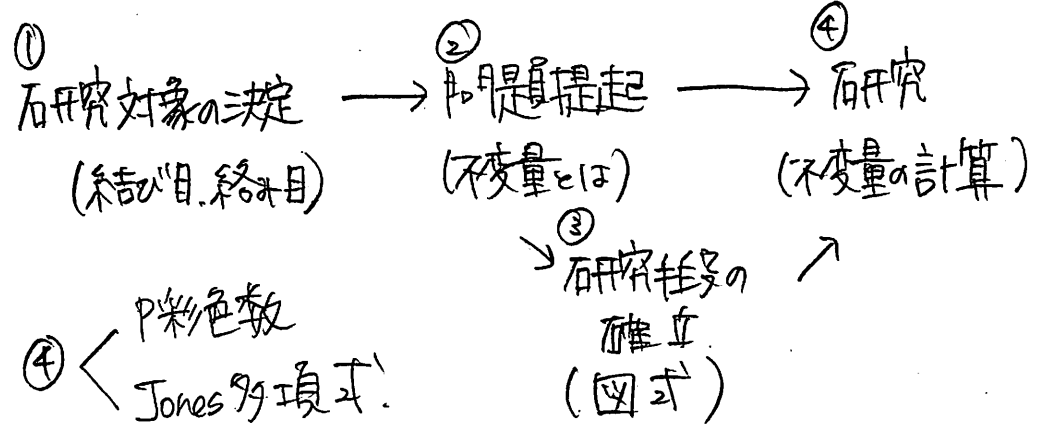 ①
研究対象の決定
(結び目、絡み目)
→
②
問題提起
(不変量とは)
→
④
研究
(不変量の計算)
↘
③
研究手段の
確立
(図式)
↗
④ <
P彩色数
Jones多項式.